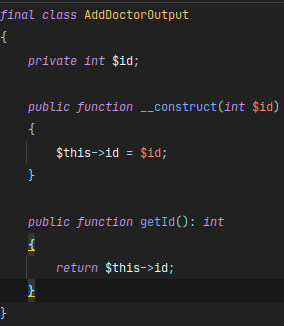 final class AddDoctorOutput
{
    private int $id;

    public function __construct(int $id)
    {
        $this->id = $id;
    }

    public function getId(): int
    {
        return $this->id;
    }
}